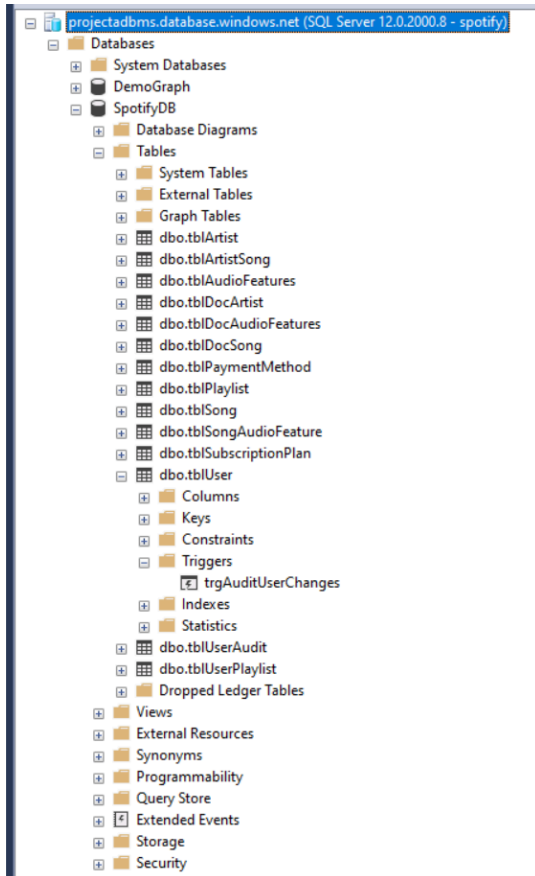 projectadbms.database.windows.net (SQL Server 12.0.2000.8 - spotify)
Databases
System Databases
DemoGraph
SpotifyDB
Database Diagrams
Tables
System Tables
External Tables
Graph Tables
dbo.tblArtist
dbo.tblArtistSong
dbo.tblAudioFeatures
dbo.tblDocArtist
dbo.tblDocAudioFeatures
dbo.tblDocSong
dbo.tblPaymentMethod
dbo.tblPlaylist
dbo.tblSong
dbo.tblSongAudioFeature
dbo.tblSubscriptionPlan
dbo.tblUser
Columns
Keys
Constraints
Triggers
trgAuditUserChanges
Indexes
Statistics
dbo.tblUserAudit
dbo.tblUserPlaylist
Dropped Ledger Tables
Views
External Resources
Synonyms
Programmability
Query Store
Extended Events
Storage
Security